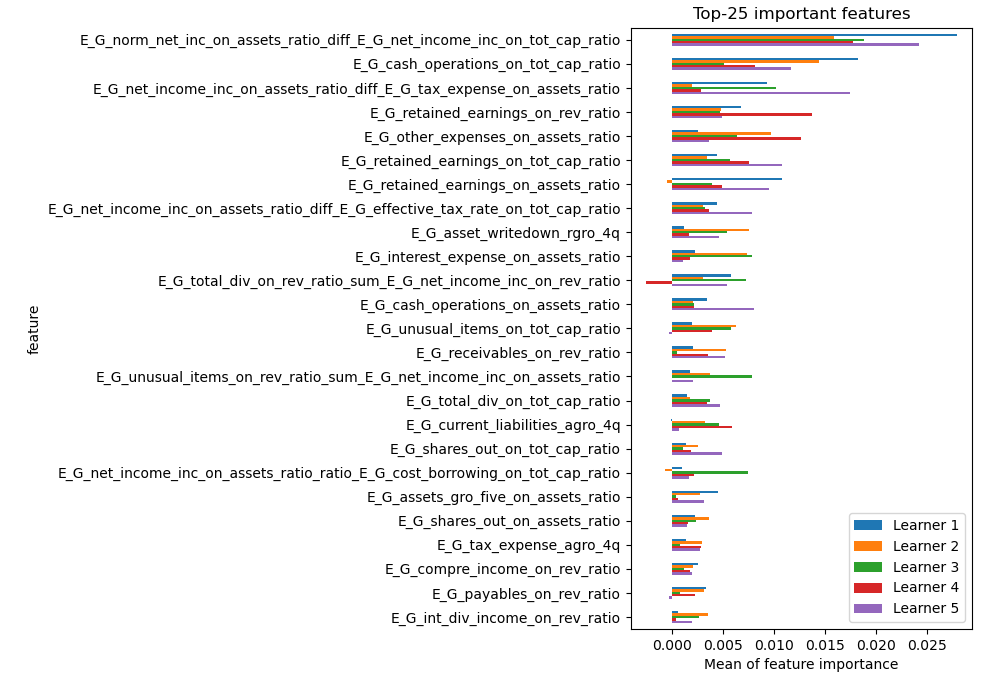 Top-25 important features
E_G_norm_net_inc_on_assets_ratio_diff_E_G_net_income_inc_on_tot_cap_ratio
E_G_cash_operations_on_tot_cap_ratio
E_G_net_income_inc_on_assets_ratio_diff_E_G_tax_expense_on_assets_ratio
E_G_retained_earnings_on_rev_ratio
E_G_other_expenses_on_assets_ratio
E_G_retained_earnings_on_tot_cap_ratio
E_G_retained_earnings_on_assets_ratio
E_G_net_income_inc_on_assets_ratio_diff_E_G_effective_tax_rate_on_tot_cap_ratio
E_G_asset_writedown_rgro_4q
E_G_interest_expense_on_assets_ratio
E_G_total_div_on_rev_ratio_sum_E_G_net_income_inc_on_rev_ratio
E_G_cash_operations_on_assets_ratio
E_G_unusual_items_on_tot_cap_ratio
E_G_receivables_on_rev_ratio
E_G_unusual_items_on_rev_ratio_sum_E_G_net_income_inc_on_assets_ratio
E_G_total_div_on_tot_cap_ratio
E_G_current_liabilities_agro_4q
E_G_shares_out_on_tot_cap_ratio
E_G_net_income_inc_on_assets_ratio_ratio_E_G_cost_borrowing_on_tot_cap_ratio
E_G_assets_gro_five_on_assets_ratio
E_G_shares_out_on_assets_ratio
E_G_tax_expense_agro_4q
E_G_compre_income_on_rev_ratio
E_G_payables_on_rev_ratio
E_G_int_div_income_on_rev_ratio
feature
Learner 1
Learner 2
Learner 3
Learner 4
Learner 5
0.000 0.005 0.010 0.015 0.020 0.025
Mean of feature importance